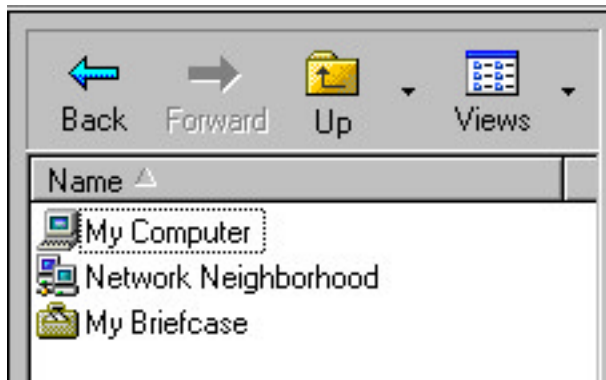 Back Forward Up Views
Name
My Computer
Network Neighborhood
My Briefcase